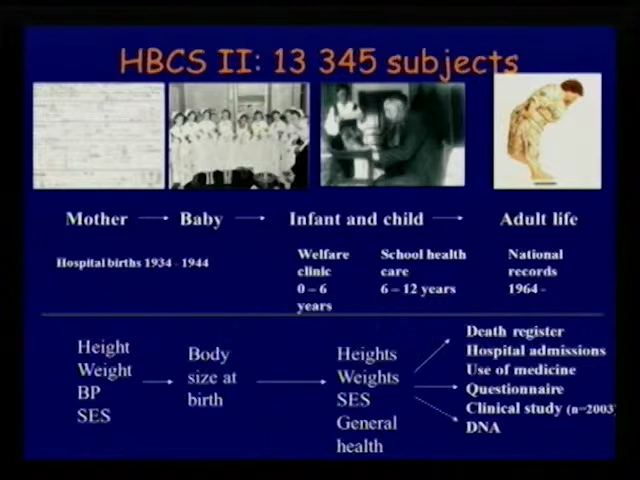 HBCS II: 13 345 subjects
Mother
Baby
Infant and child
Adult life
Hospital births 1934 - 1944
Welfare
clinic
0 – 6
years
School health
care
6 – 12 years
National
records
1964 -
Height
Weight
BP
SES
Body
size at
birth
Heights
Weights
SES
General
health
Death register
Hospital admissions
Use of medicine
Questionnaire
Clinical study (n=2003)
DNA